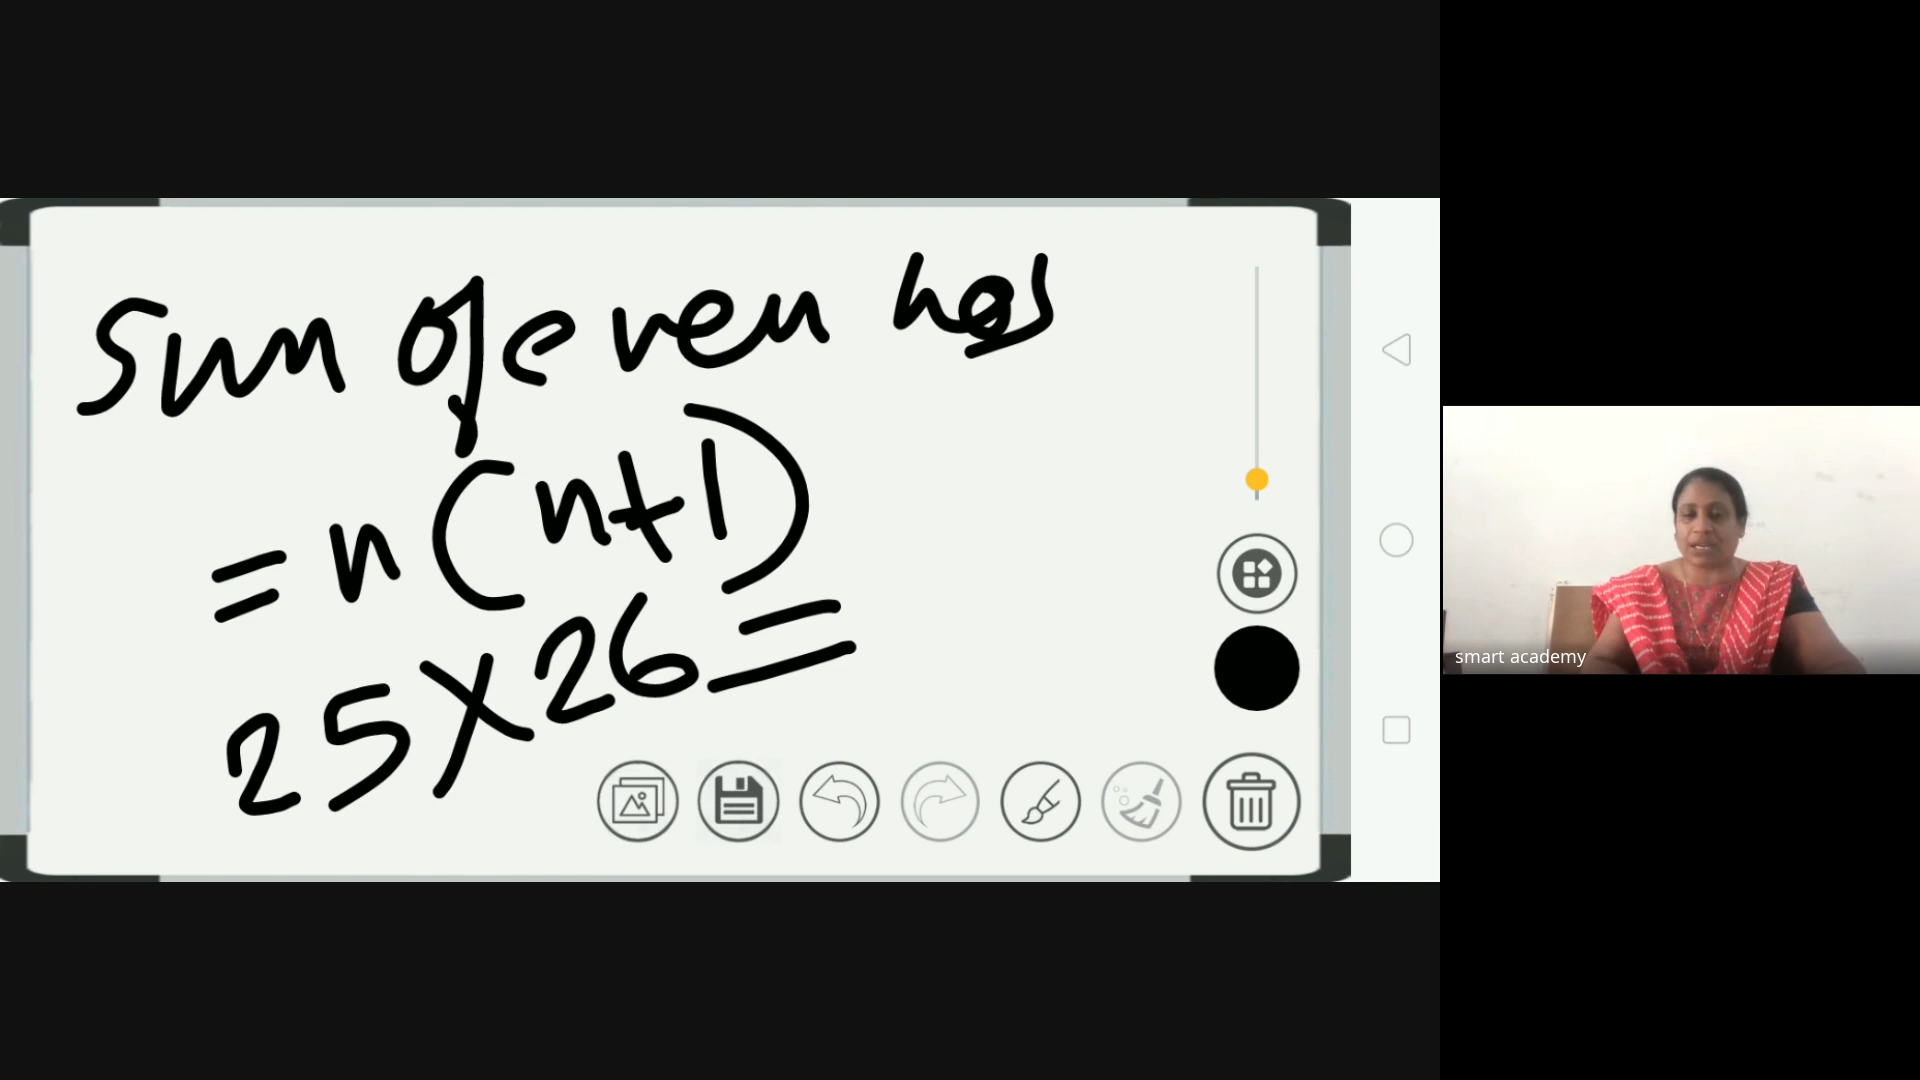 Sum of even nos
= n (n+1)
25 X 26 =
smart academy